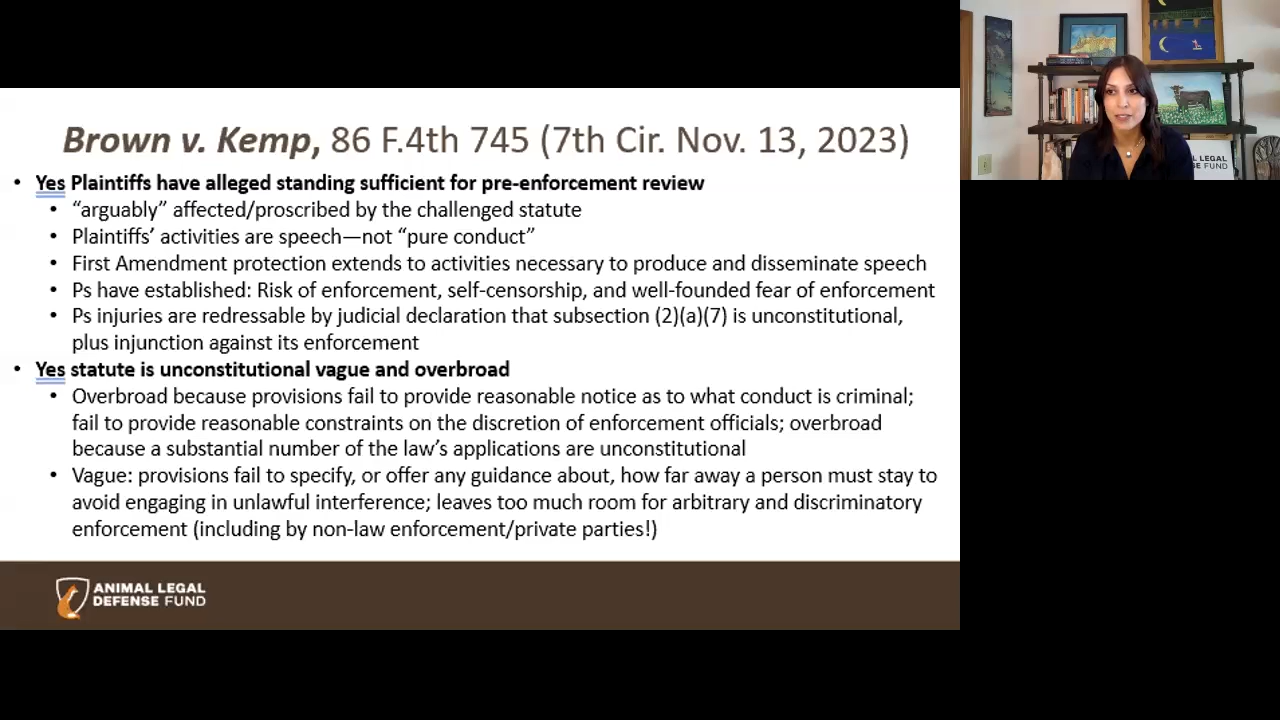 Brown v. Kemp, 86 F.4th 745 (7th Cir. Nov. 13, 2023)
• Yes Plaintiffs have alleged standing sufficient for pre-enforcement review
• “arguably” affected/proscribed by the challenged statute
• Plaintiffs’ activities are speech—not “pure conduct”
• First Amendment protection extends to activities necessary to produce and disseminate speech
• Ps have established: Risk of enforcement, self-censorship, and well-founded fear of enforcement
• Ps injuries are redressable by judicial declaration that subsection (2)(a)(7) is unconstitutional,
plus injunction against its enforcement
• Yes statute is unconstitutional vague and overbroad
• Overbroad because provisions fail to provide reasonable notice as to what conduct is criminal;
fail to provide reasonable constraints on the discretion of enforcement officials; overbroad
because a substantial number of the law’s applications are unconstitutional
• Vague: provisions fail to specify, or offer any guidance about, how far away a person must stay to
avoid engaging in unlawful interference; leaves too much room for arbitrary and discriminatory
enforcement (including by non-law enforcement/private parties!)
ANIMAL LEGAL
DEFENSE FUND
LEGAL
SE FUND